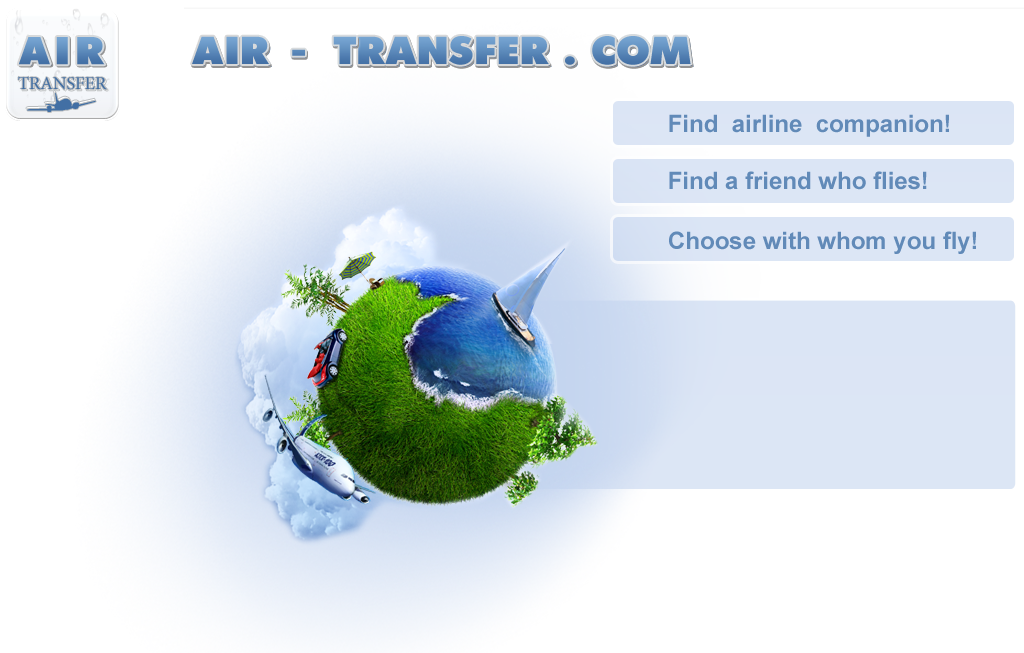 AIR
TRANSFER
AIR - TRANSFER . COM
Find airline companion!
Find a friend who flies!
Choose with whom you fly!